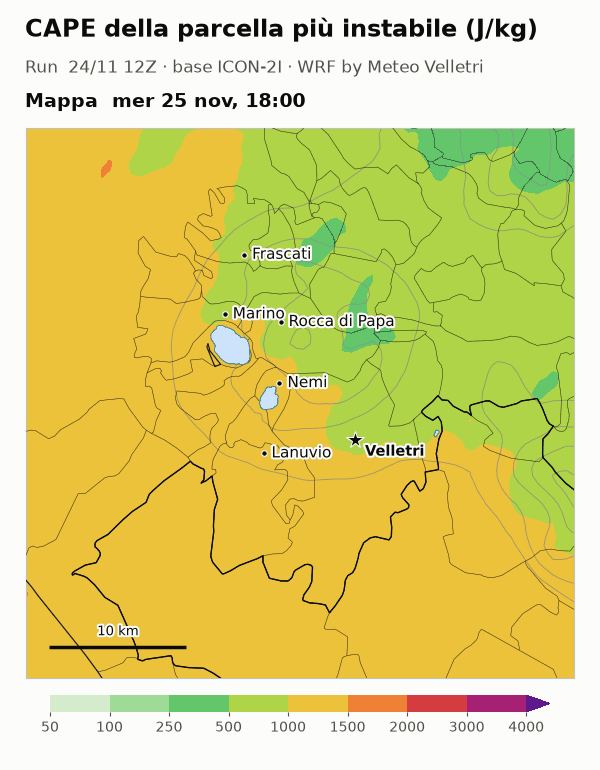 CAPE della parcella più instabile (J/kg)
Run  24/11 12Z · base ICON-2I · WRF by Meteo Velletri
Mappa  mer 25 nov, 18:00
Frascati
Marino
Rocca di Papa
Nemi
Velletri
Lanuvio
10 km
50 100 250 500 1000 1500 2000 3000 4000